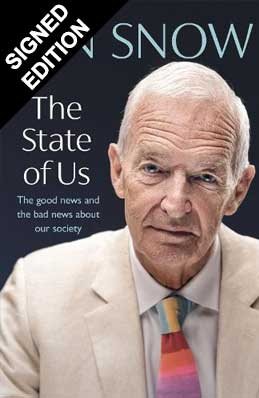 SIGNED
EDITION
SNOW
The
State
of Us
The good news and
the bad news about
our society